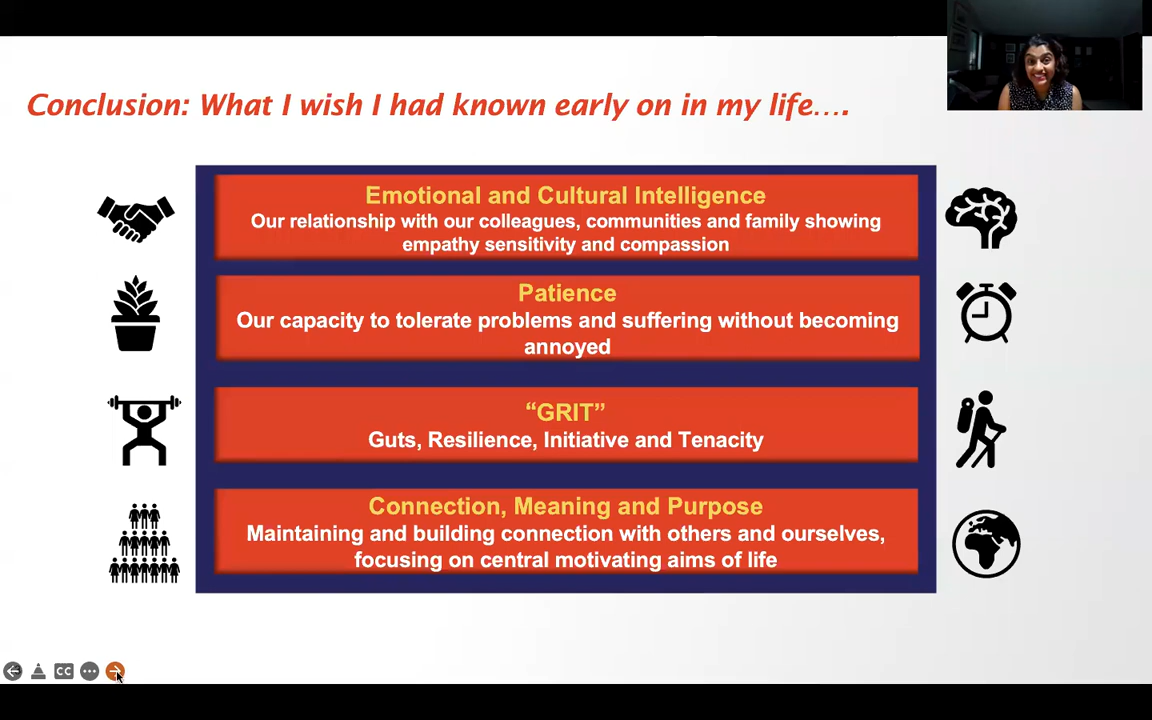 Conclusion: What I wish I had known early on in my life....
Emotional and Cultural Intelligence
Our relationship with our colleagues, communities and family showing
empathy sensitivity and compassion
Patience
Our capacity to tolerate problems and suffering without becoming
annoyed
“GRIT”
Guts, Resilience, Initiative and Tenacity
Connection, Meaning and Purpose
Maintaining and building connection with others and ourselves,
focusing on central motivating aims of life
CC